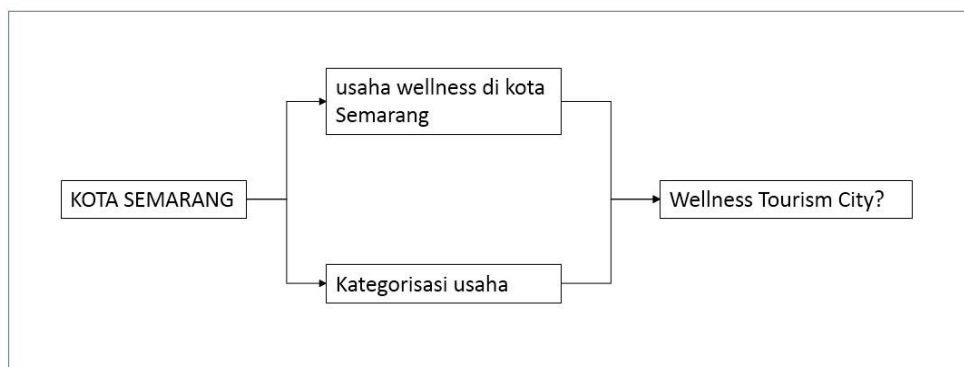 usaha wellness di kota
Semarang
KOTA SEMARANG
Wellness Tourism City?
Kategorisasi usaha